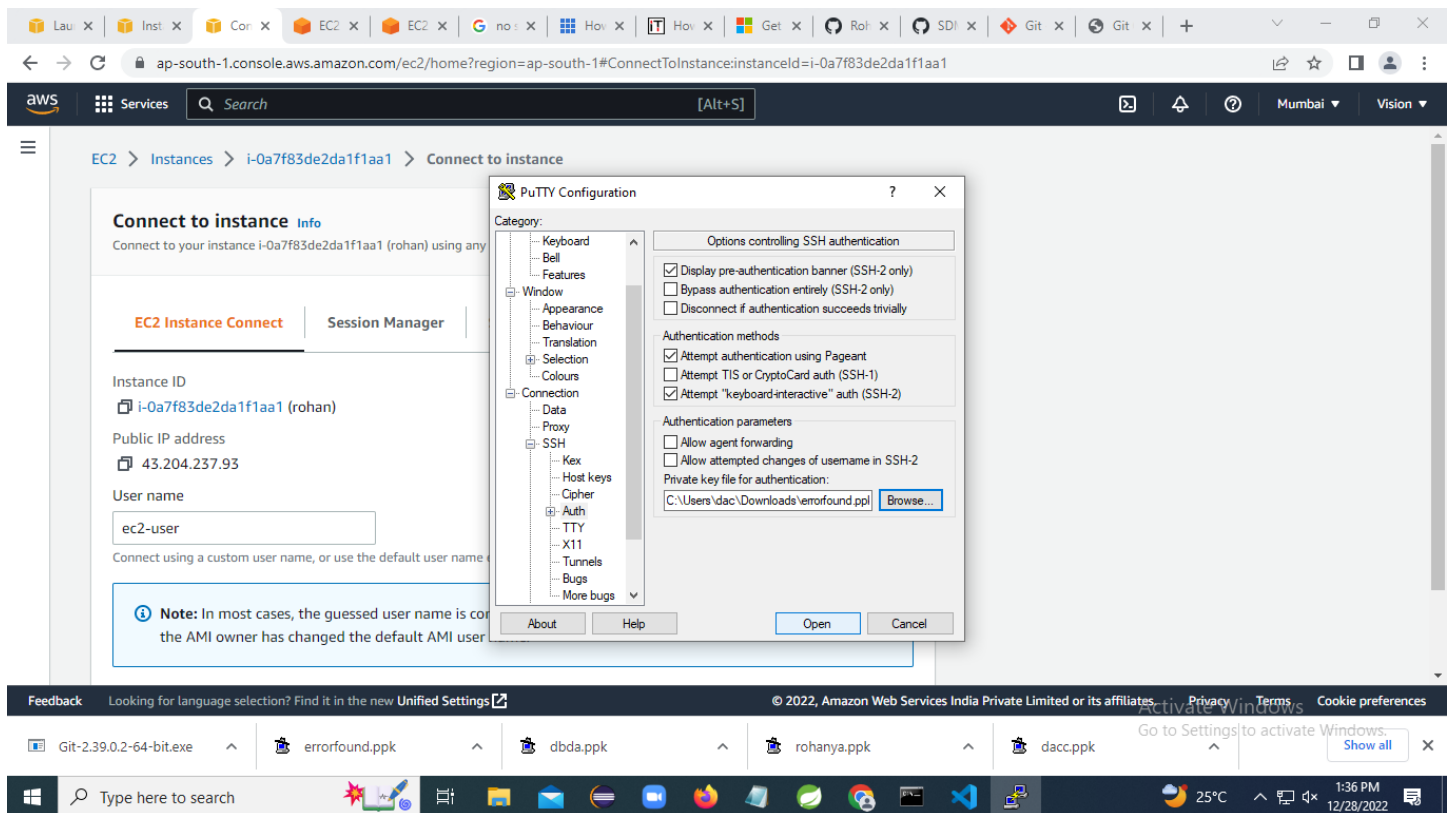 Lau
Inst
Con
EC2
EC2
no s
How
How
Get
Roh
SDM
Git
Git
ap-south-1.console.aws.amazon.com/ec2/home?region=ap-south-1#ConnectToInstance:instanceId=i-0a7f83de2da1f1aa1
aws
Services
Search
[Alt+S]
Mumbai
Vision
EC2 > Instances > i-0a7f83de2da1f1aa1 > Connect to instance
Connect to instance Info
Connect to your instance i-0a7f83de2da1f1aa1 (rohan) using any
EC2 Instance Connect
Session Manager
Instance ID
i-0a7f83de2da1f1aa1 (rohan)
Public IP address
43.204.237.93
User name
ec2-user
Connect using a custom user name, or use the default user name
Note: In most cases, the guessed user name is
the AMI owner has changed the default AMI user
PuTTY Configuration
?
Category:
Keyboard
Bell
Features
Window
Appearance
Behaviour
Translation
Selection
Colours
Connection
Data
Proxy
SSH
Kex
Host keys
Cipher
Auth
TTY
X11
Tunnels
Bugs
More bugs
Options controlling SSH authentication
Display pre-authentication banner (SSH-2 only)
Bypass authentication entirely (SSH-2 only)
Disconnect if authentication succeeds trivially
Authentication methods
Attempt authentication using Pageant
Attempt TIS or CryptoCard auth (SSH-1)
Attempt "keyboard-interactive" auth (SSH-2)
Authentication parameters
Allow agent forwarding
Allow attempted changes of username in SSH-2
Private key file for authentication:
C:\Users\dac\Downloads\errorfound.ppl
Browse...
About
Help
Open
Cancel
Feedback
Looking for language selection? Find it in the new Unified Settings
© 2022, Amazon Web Services India Private Limited or its affiliates.
Privacy
Terms
Cookie preferences
Activate Windows
Go to Settings to activate Windows.
Git-2.39.0.2-64-bit.exe
errorfound.ppk
dbda.ppk
rohanya.ppk
dacc.ppk
Show all
Type here to search
25°C
1:36 PM
12/28/2022